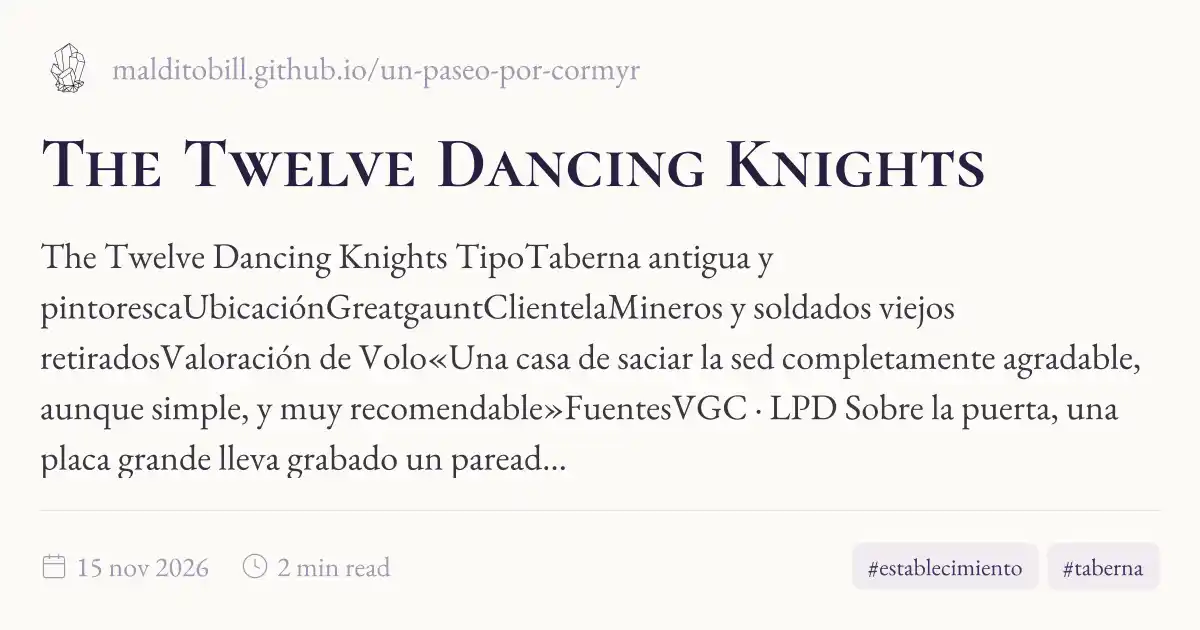 malditobill.github.io/un-paseo-por-cormyr
The Twelve Dancing Knights
The Twelve Dancing Knights TipoTaberna antigua y
pintorescaUbicaciónGreatgauntClientelaMineros y soldados viejos
retiradosValoración de Volo«Una casa de saciar la sed completamente agradable,
aunque simple, y muy recomendable»FuentesVGC · LPD Sobre la puerta, una
placa grande lleva grabado un paread...
15 nov 2026 2 min read #establecimiento #taberna